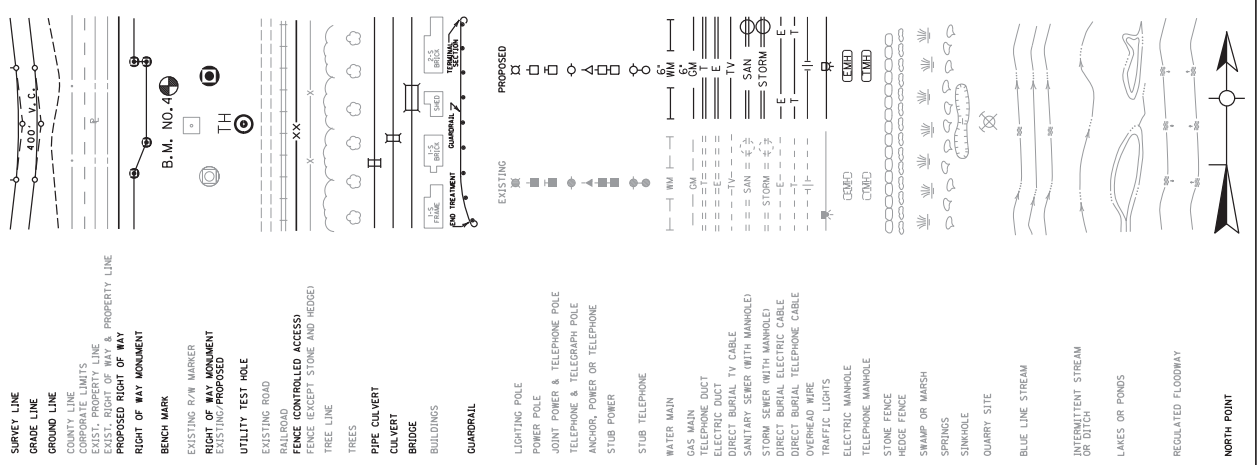 SURVEY LINE
GRADE LINE
400' V.C.
GROUND LINE
COUNTY LINE
CORPORATE LIMITS
EXIST. PROPERTY LINE
EXIST. RIGHT OF WAY & PROPERTY LINE
PROPOSED RIGHT OF WAY
RIGHT OF WAY MONUMENT
BENCH MARK
B.M. NO. 4
EXISTING R/W MARKER
RIGHT OF WAY MONUMENT
EXISTING/PROPOSED
UTILITY TEST HOLE
TH
EXISTING ROAD
RAILROAD
FENCE (CONTROLLED ACCESS)
XX
FENCE (EXCEPT STONE AND HEDGE)
X X
TREE LINE
TREES
PIPE CULVERT
CULVERT
BRIDGE
BUILDINGS
1-S FRAME
1-S BRICK
SHED
2-S BRICK
GUARDRAIL
END TREATMENT
GUARDRAIL
TERMINAL SECTION
EXISTING
PROPOSED
LIGHTING POLE
POWER POLE
JOINT POWER & TELEPHONE POLE
TELEPHONE & TELEGRAPH POLE
ANCHOR, POWER OR TELEPHONE
STUB POWER
STUB TELEPHONE
WATER MAIN
WM
6" WM
GAS MAIN
GM
6" GM
TELEPHONE DUCT
T
T
ELECTRIC DUCT
E
E
DIRECT BURIAL TV CABLE
TV
TV
SANITARY SEWER (WITH MANHOLE)
SAN
SAN
STORM SEWER (WITH MANHOLE)
STORM
STORM
DIRECT BURIAL ELECTRIC CABLE
E E
E E
DIRECT BURIAL TELEPHONE CABLE
T T
T T
OVERHEAD WIRE
TRAFFIC LIGHTS
ELECTRIC MANHOLE
EMH
EMH
TELEPHONE MANHOLE
TMH
TMH
STONE FENCE
HEDGE FENCE
SWAMP OR MARSH
SPRINGS
SINKHOLE
QUARRY SITE
BLUE LINE STREAM
INTERMITTENT STREAM
OR DITCH
LAKES OR PONDS
REGULATED FLOODWAY
NORTH POINT